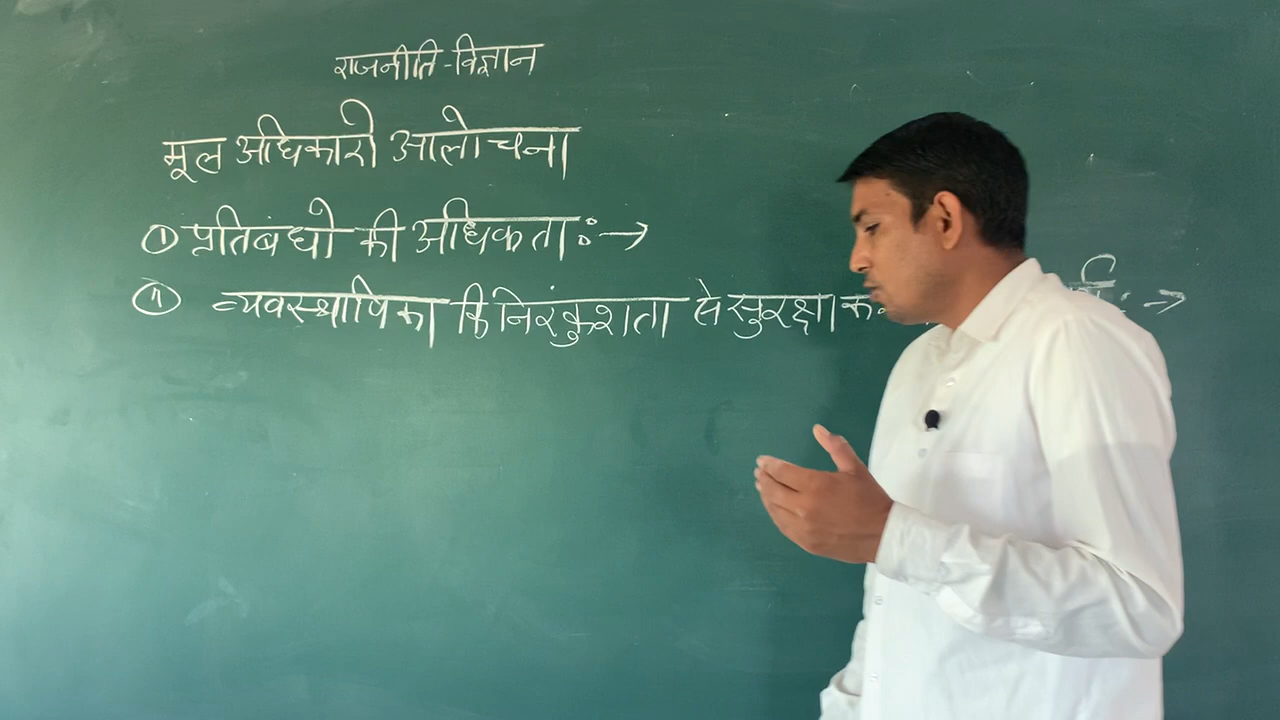 राजनीति-विज्ञान
मूल अधिकारो आलोचना
① प्रतिबंधो की अधिकता:→
② व्यवस्थापिका कि निरंकुशता से सुरक्षा :→